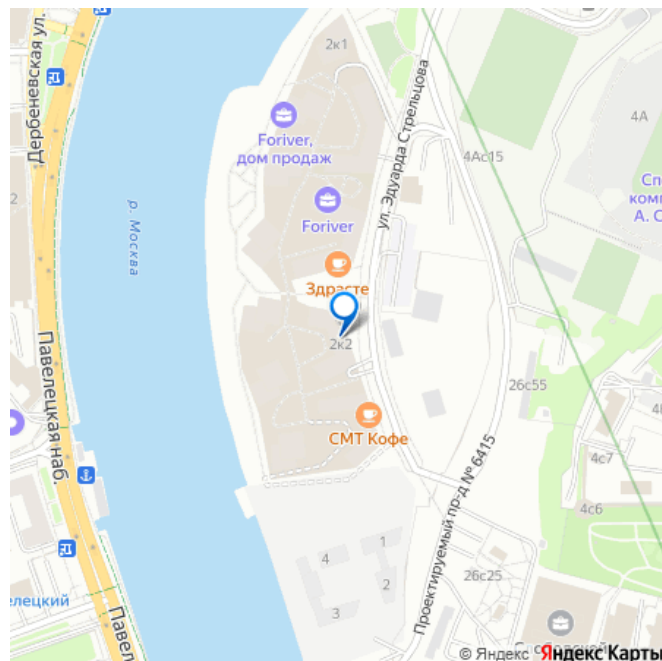 Дербеневская ул.
2к1
Foriver,
дом продаж
Foriver
ул. Эдуарда Стрельцова
4Ас15
4А
р. Москва
Здрасте
2к2
СМТ Кофе
Павелецкая наб.
2
26с55
4с7
4с6
Проектируемый пр-д № 6415
26с25
4
1
2
3
© Яндекс Яндекс Карты